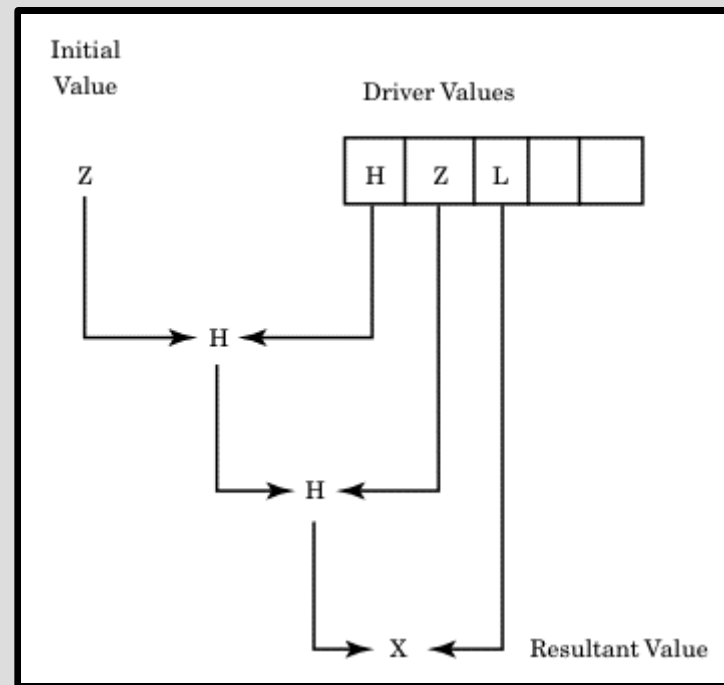 Initial
Value
Driver Values
Z
H Z L
H
H
X
Resultant Value